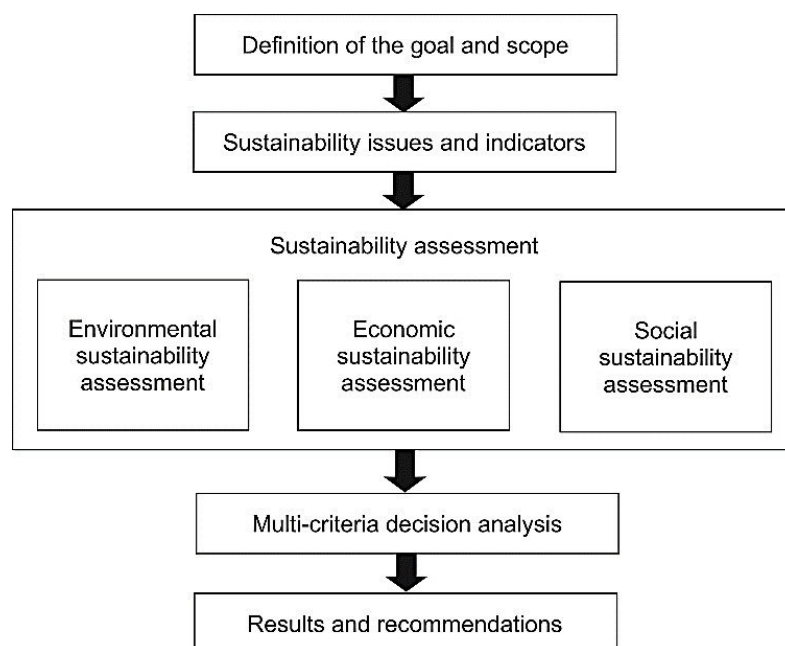 Definition of the goal and scope
Sustainability issues and indicators
Sustainability assessment
Environmental
sustainability
assessment
Economic
sustainability
assessment
Social
sustainability
assessment
Multi-criteria decision analysis
Results and recommendations